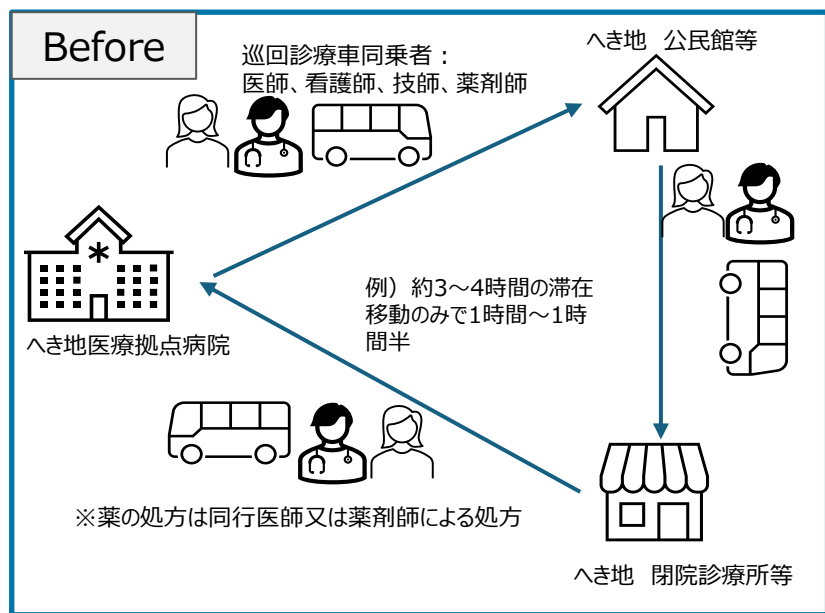 Before
巡回診療車同乗者：
医師、看護師、技師、薬剤師
へき地　公民館等
へき地医療拠点病院
例）約3～4時間の滞在
移動のみで1時間～1時
間半
※薬の処方は同行医師又は薬剤師による処方
へき地　閉院診療所等